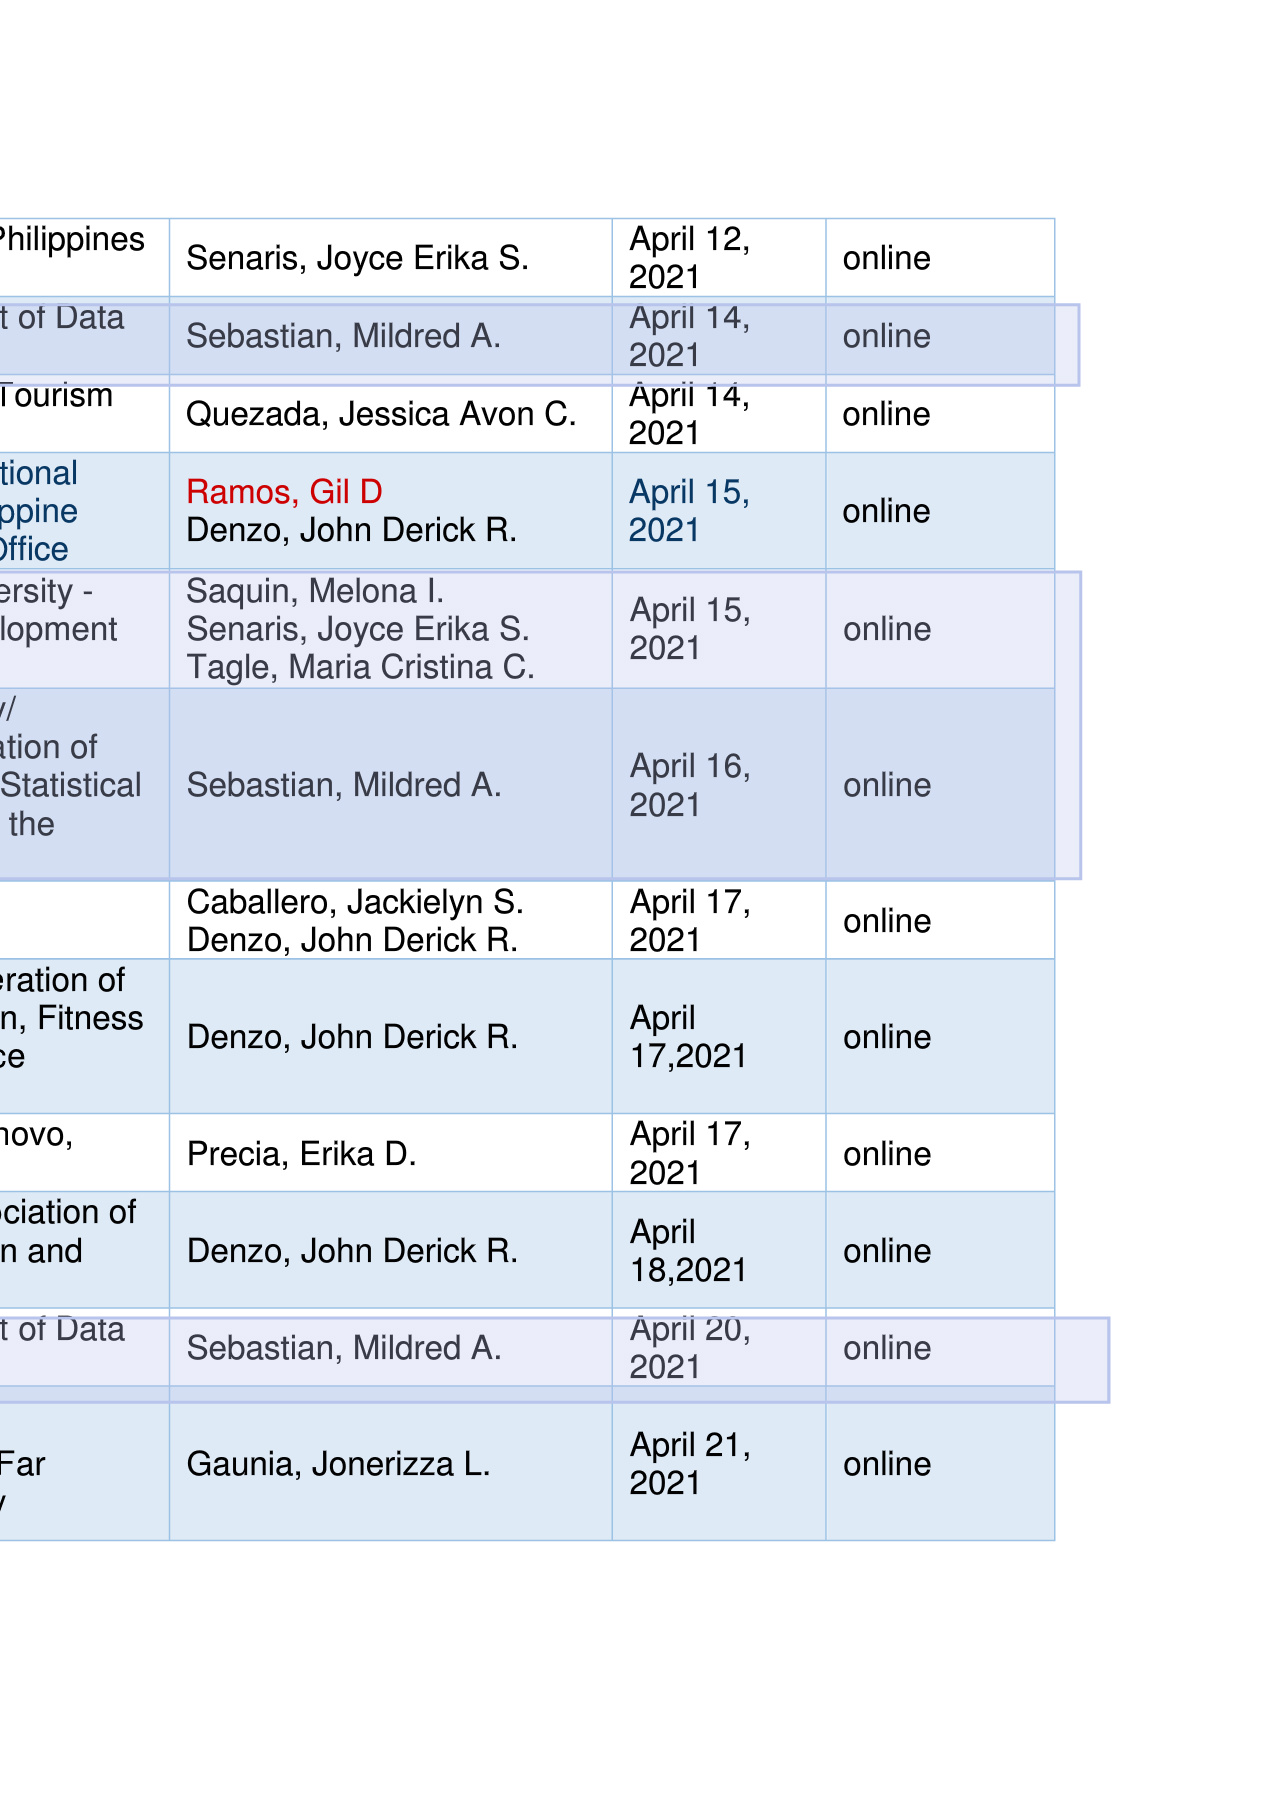 Philippines
Senaris, Joyce Erika S.
April 12,
2021
online
t of Data
Sebastian, Mildred A.
April 14,
2021
online
Tourism
Quezada, Jessica Avon C.
April 14,
2021
online
tional
ppine
Office
Ramos, Gil D
Denzo, John Derick R.
April 15,
2021
online
ersity -
lopment
Saquin, Melona I.
Senaris, Joyce Erika S.
Tagle, Maria Cristina C.
April 15,
2021
online
y/
ation of
Statistical
the
Sebastian, Mildred A.
April 16,
2021
online
Caballero, Jackielyn S.
Denzo, John Derick R.
April 17,
2021
online
eration of
n, Fitness
ce
Denzo, John Derick R.
April
17,2021
online
novo,
Precia, Erika D.
April 17,
2021
online
ociation of
n and
Denzo, John Derick R.
April
18,2021
online
t of Data
Sebastian, Mildred A.
April 20,
2021
online
Far
y
Gaunia, Jonerizza L.
April 21,
2021
online